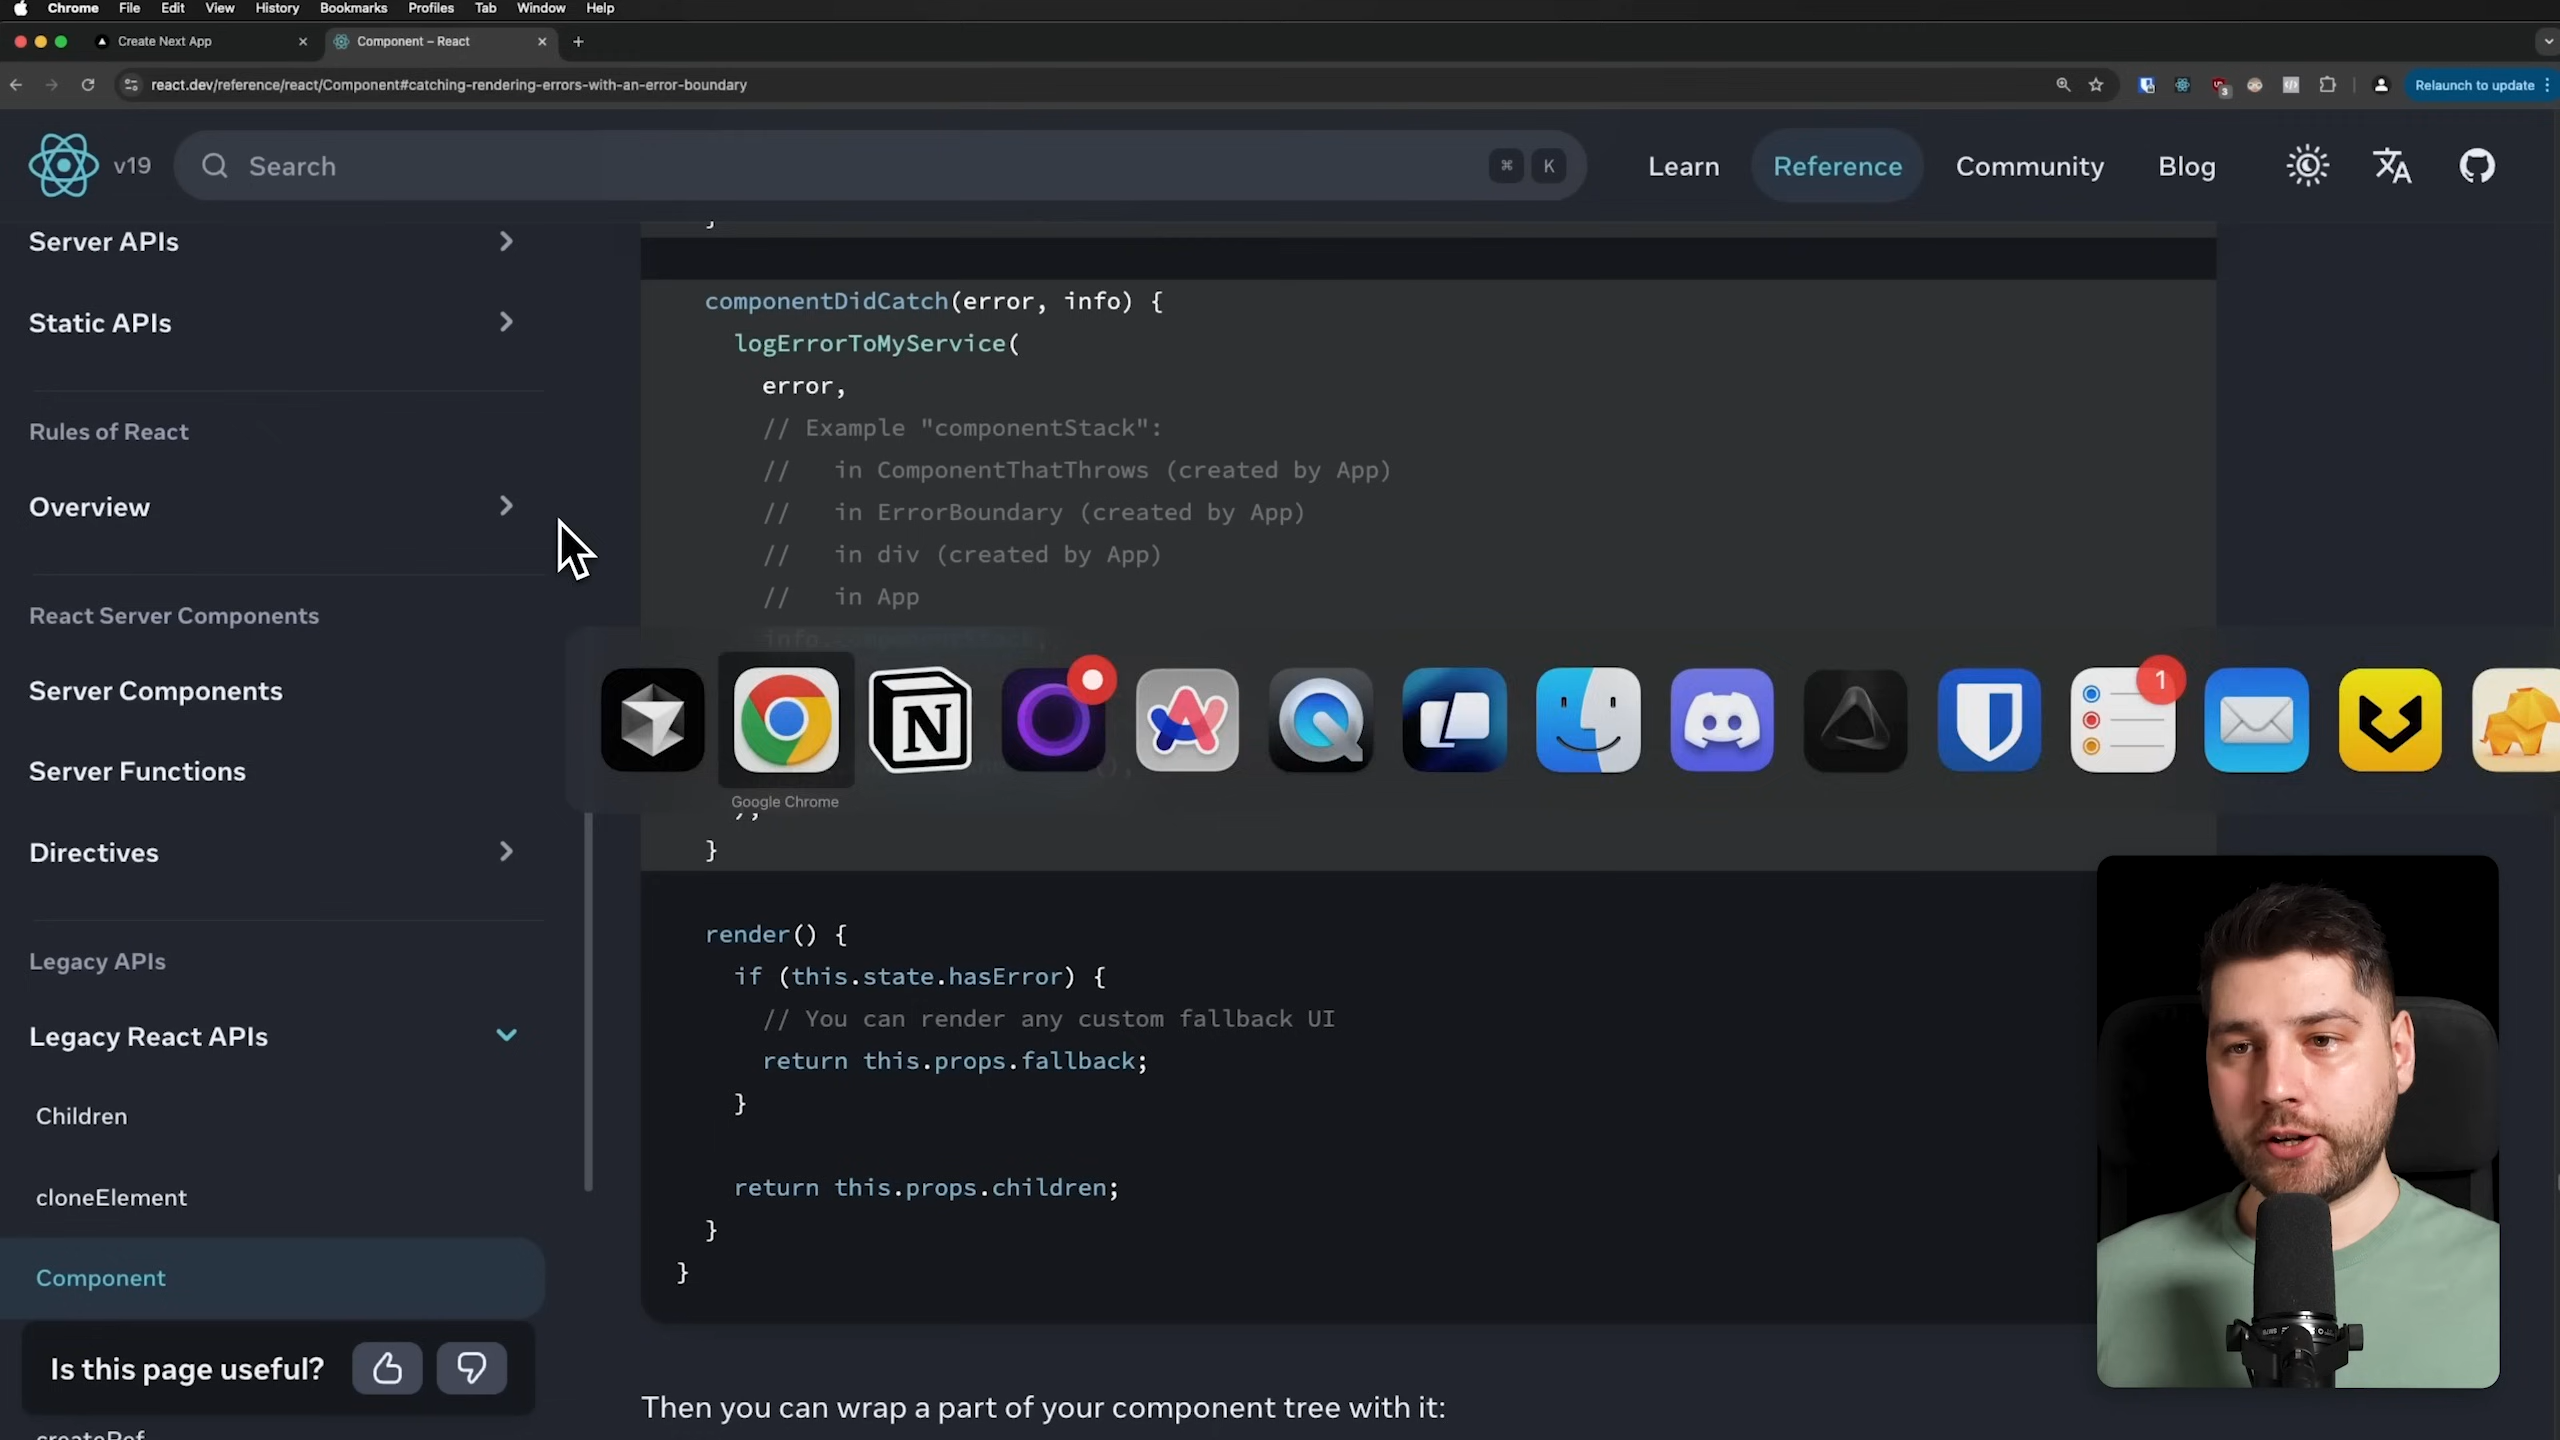 Chrome File Edit View History Bookmarks Profiles Tab Window Help
Create Next App
Component – React
react.dev/reference/react/Component#catching-rendering-errors-with-an-error-boundary
3
Relaunch to update
v19
Search
⌘ K
Learn
Reference
Community
Blog
Server APIs
Static APIs
Rules of React
Overview
React Server Components
Server Components
Server Functions
Directives
Legacy APIs
Legacy React APIs
Children
cloneElement
Component
Is this page useful?
createRef
}
componentDidCatch(error, info) {
logErrorToMyService(
error,
// Example "componentStack":
//   in ComponentThatThrows (created by App)
//   in ErrorBoundary (created by App)
//   in div (created by App)
//   in App
N
1
Google Chrome
);
}
render() {
if (this.state.hasError) {
// You can render any custom fallback UI
return this.props.fallback;
}
return this.props.children;
}
}
Then you can wrap a part of your component tree with it: